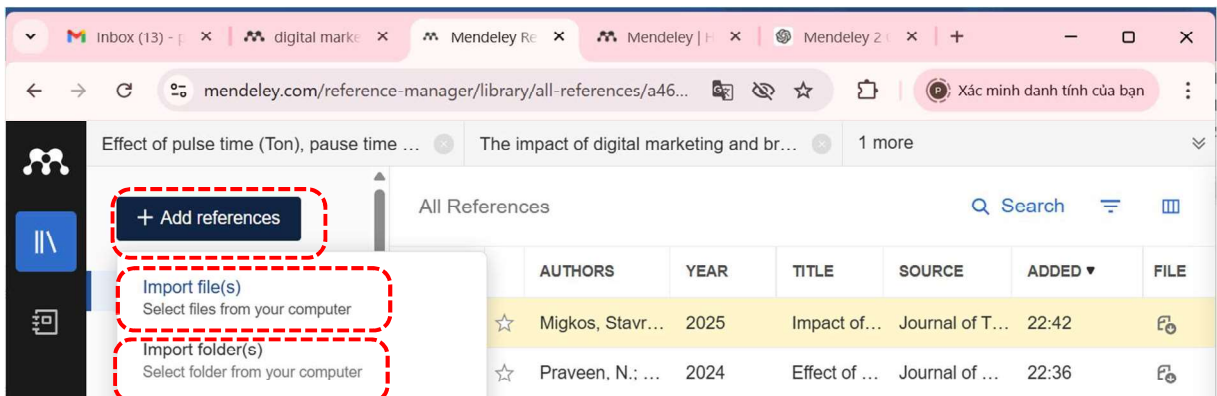 Inbox (13) - p
digital marke
Mendeley Re
Mendeley | H
Mendeley 2
mendeley.com/reference-manager/library/all-references/a46...
Xác minh danh tính của bạn
Effect of pulse time (Ton), pause time ...
The impact of digital marketing and br...
1 more
+ Add references
All References
Search
Import file(s)
Select files from your computer
Import folder(s)
Select folder from your computer
AUTHORS YEAR TITLE SOURCE ADDED ▼ FILE
Migkos, Stavr... 2025 Impact of... Journal of T... 22:42
Praveen, N.; ... 2024 Effect of ... Journal of ... 22:36